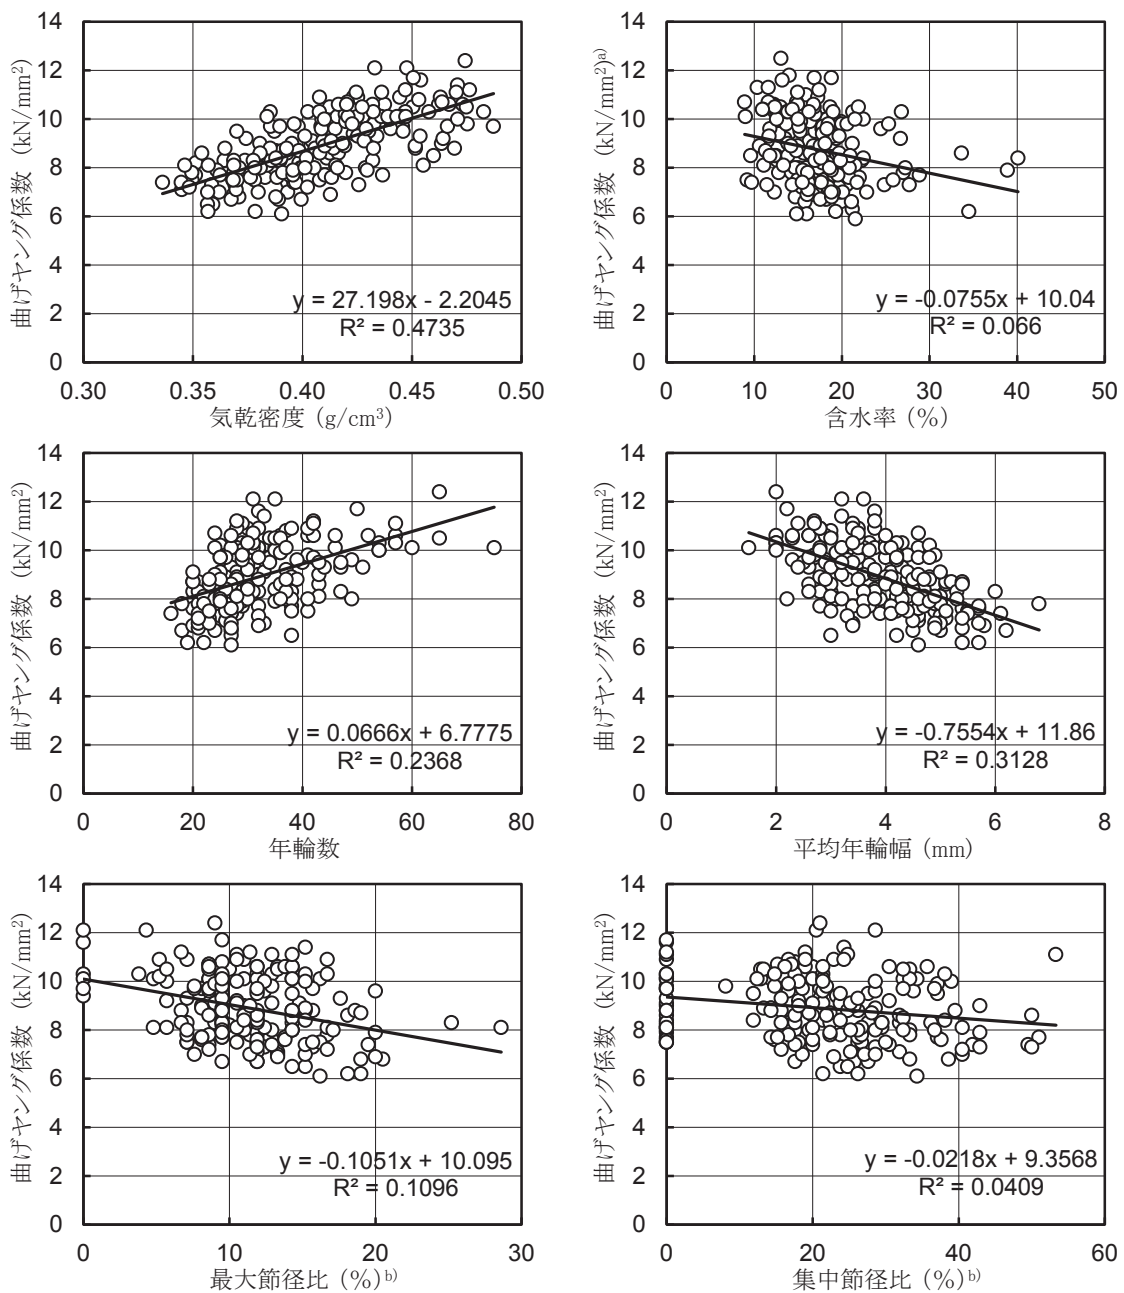 14
12
10
8
6
4
2
0
曲げヤング係数 (kN/mm²)
y = 27.198x - 2.2045
R² = 0.4735
0.30 0.35 0.40 0.45 0.50
気乾密度 (g/cm³)
14
12
10
8
6
4
2
0
曲げヤング係数 (kN/mm²)a)
y = -0.0755x + 10.04
R² = 0.066
0 10 20 30 40 50
含水率 (%)
14
12
10
8
6
4
2
0
曲げヤング係数 (kN/mm²)
y = 0.0666x + 6.7775
R² = 0.2368
0 20 40 60 80
年輪数
14
12
10
8
6
4
2
0
曲げヤング係数 (kN/mm²)
y = -0.7554x + 11.86
R² = 0.3128
0 2 4 6 8
平均年輪幅 (mm)
14
12
10
8
6
4
2
0
曲げヤング係数 (kN/mm²)
y = -0.1051x + 10.095
R² = 0.1096
0 10 20 30
最大節径比 (%)b)
14
12
10
8
6
4
2
0
曲げヤング係数 (kN/mm²)
y = -0.0218x + 9.3568
R² = 0.0409
0 20 40 60
集中節径比 (%)b)